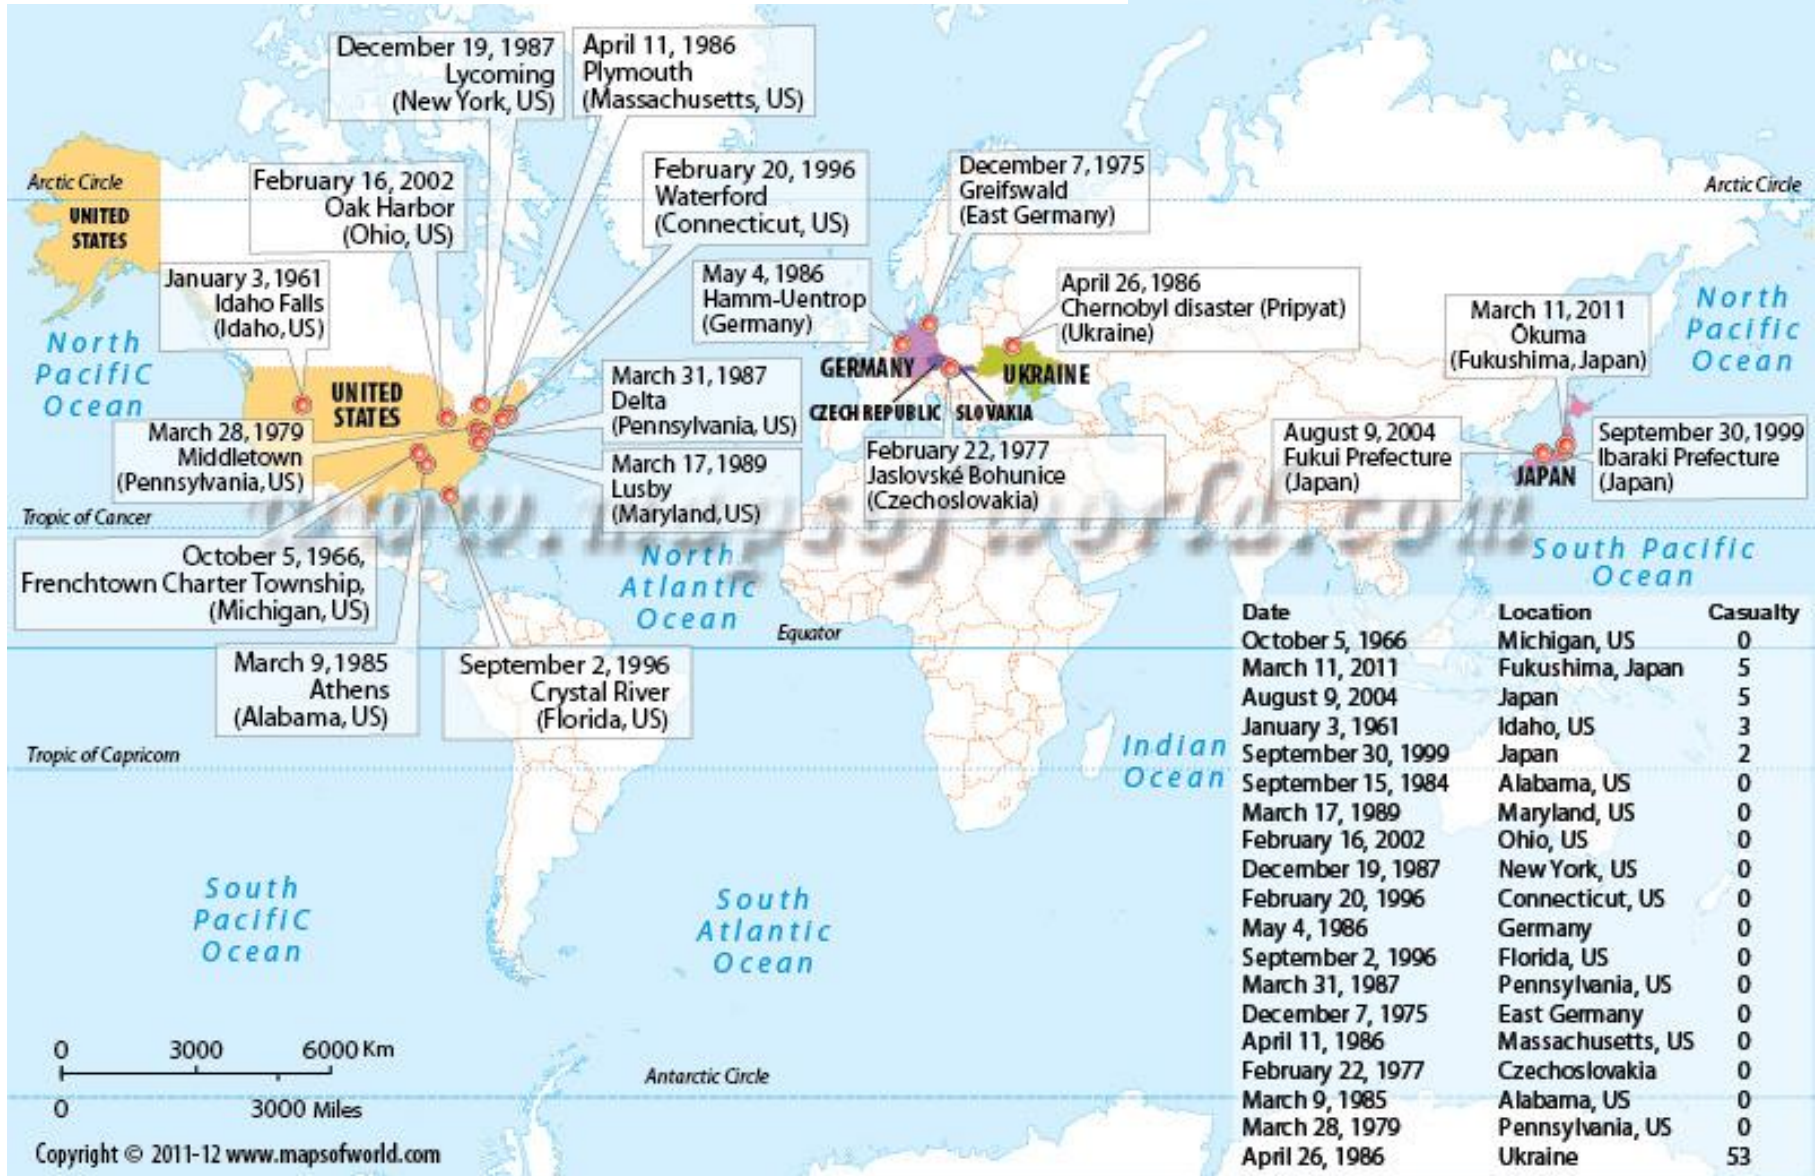 December 19, 1987
Lycoming
(New York, US)
April 11, 1986
Plymouth
(Massachusetts, US)
February 16, 2002
Oak Harbor
(Ohio, US)
February 20, 1996
Waterford
(Connecticut, US)
December 7, 1975
Greifswald
(East Germany)
Arctic Circle
Arctic Circle
UNITED
STATES
January 3, 1961
Idaho Falls
(Idaho, US)
May 4, 1986
Hamm-Uentrop
(Germany)
April 26, 1986
Chernobyl disaster (Pripyat)
(Ukraine)
March 11, 2011
Ōkuma
(Fukushima, Japan)
North
Pacific
Ocean
North
PacifiC
Ocean
UNITED
STATES
GERMANY
UKRAINE
CZECH REPUBLIC
SLOVAKIA
March 31, 1987
Delta
(Pennsylvania, US)
March 28, 1979
Middletown
(Pennsylvania, US)
March 17, 1989
Lusby
(Maryland, US)
February 22, 1977
Jaslovské Bohunice
(Czechoslovakia)
August 9, 2004
Fukui Prefecture
(Japan)
September 30, 1999
Ibaraki Prefecture
(Japan)
JAPAN
www.mapsofworld.com
Tropic of Cancer
October 5, 1966,
Frenchtown Charter Township,
(Michigan, US)
North
Atlantic
Ocean
South Pacific
Ocean
Equator
March 9, 1985
Athens
(Alabama, US)
September 2, 1996
Crystal River
(Florida, US)
Tropic of Capricorn
Indian
Ocean
South
PacifiC
Ocean
South
Atlantic
Ocean
Date Location Casualty
October 5, 1966 Michigan, US 0
March 11, 2011 Fukushima, Japan 5
August 9, 2004 Japan 5
January 3, 1961 Idaho, US 3
September 30, 1999 Japan 2
September 15, 1984 Alabama, US 0
March 17, 1989 Maryland, US 0
February 16, 2002 Ohio, US 0
December 19, 1987 New York, US 0
February 20, 1996 Connecticut, US 0
May 4, 1986 Germany 0
September 2, 1996 Florida, US 0
March 31, 1987 Pennsylvania, US 0
December 7, 1975 East Germany 0
April 11, 1986 Massachusetts, US 0
February 22, 1977 Czechoslovakia 0
March 9, 1985 Alabama, US 0
March 28, 1979 Pennsylvania, US 0
April 26, 1986 Ukraine 53
0 3000 6000 Km
0 3000 Miles
Antarctic Circle
Copyright © 2011-12 www.mapsofworld.com